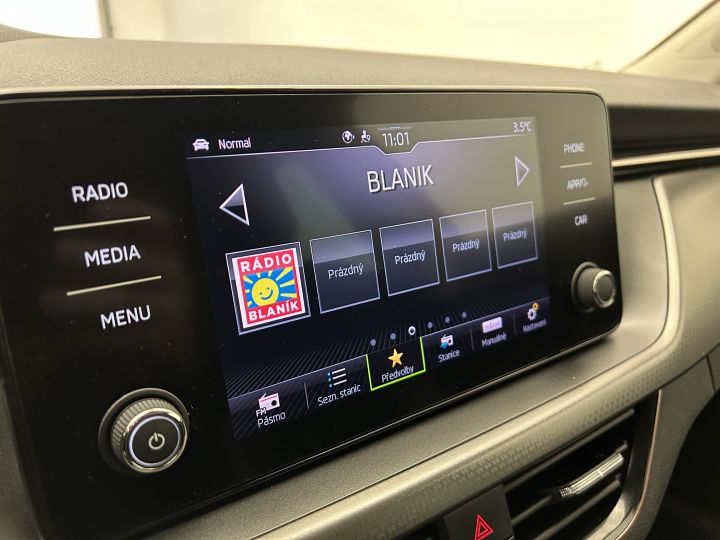 Normal
11:01
3.5°C
RADIO
MEDIA
MENU
BLANIK
PHONE
APP/
CAR
RÁDIO
BLANÍK
Prázdný
Prázdný
Prázdný
Prázdný
FM
Pásmo
Sezn. stanic
Předvolby
Stanice
Manuálně
Nastavení